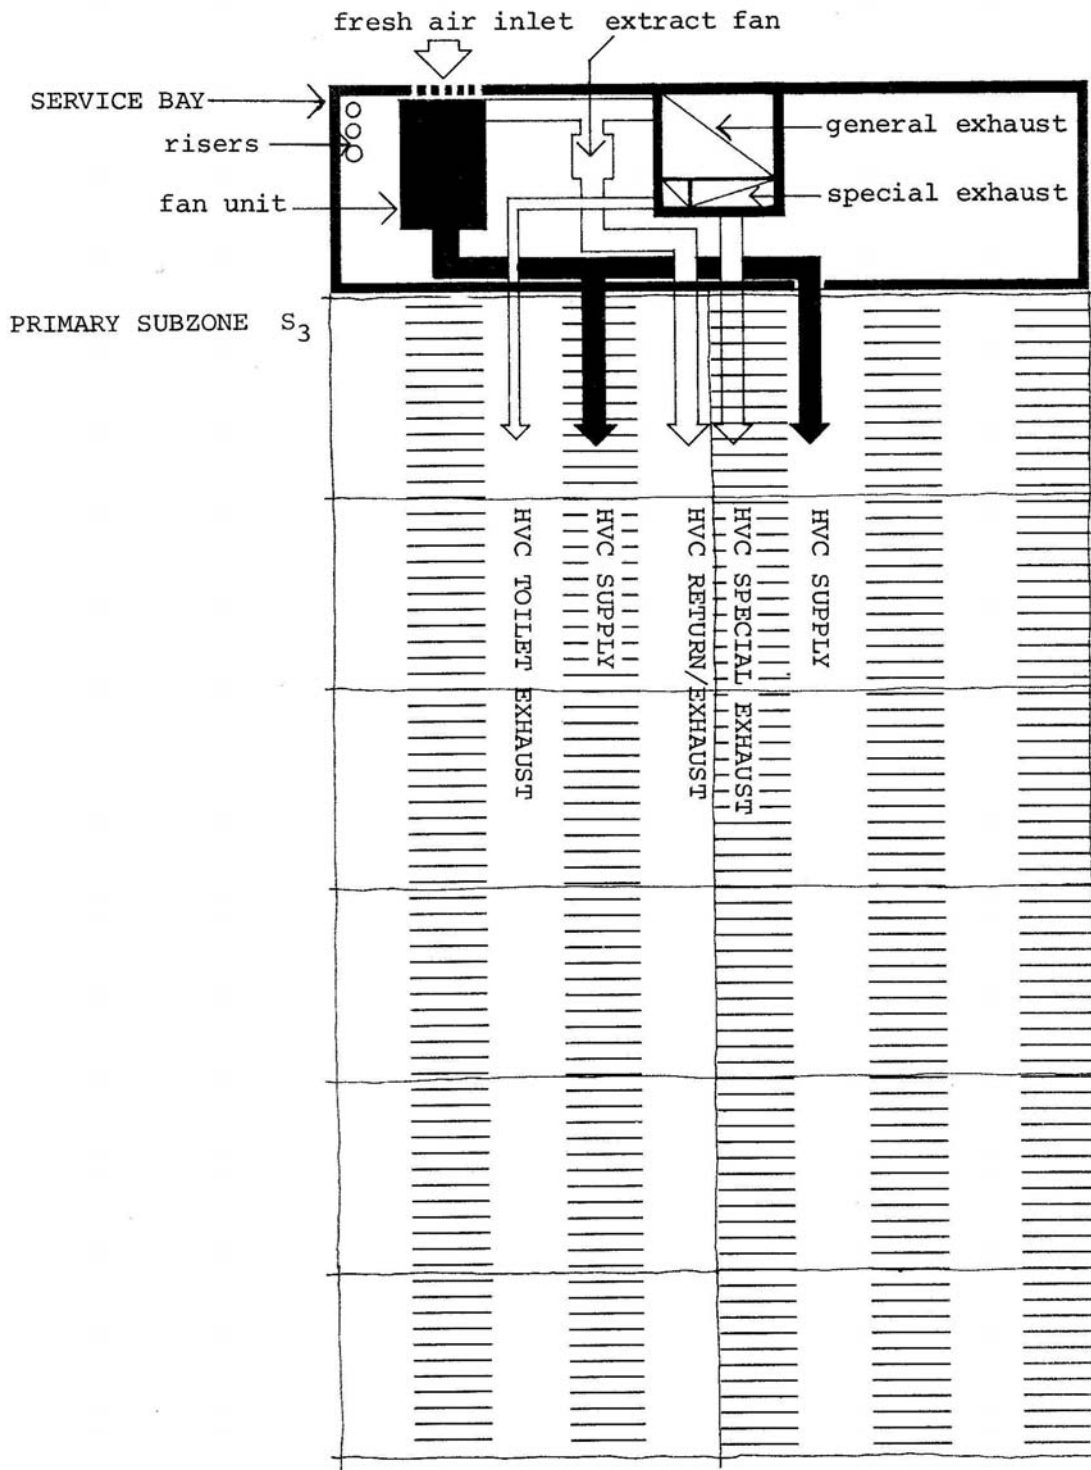 fresh air inlet extract fan
SERVICE BAY
general exhaust
risers
special exhaust
fan unit
PRIMARY SUBZONE S3
HVC TOILET EXHAUST
HVC SUPPLY
HVC RETURN/EXHAUST
HVC SPECIAL EXHAUST
HVC SUPPLY